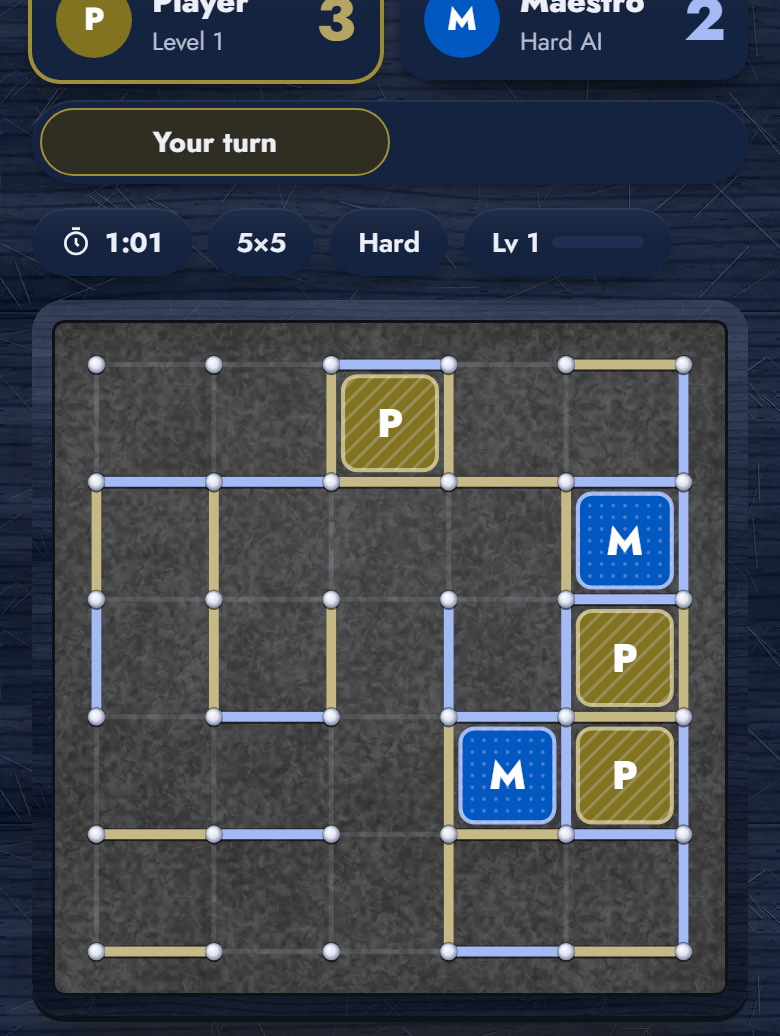 P
Player
Level 1
3
M
Maestro
Hard AI
2
Your turn
1:01
5×5
Hard
Lv 1
P
M
P
M
P